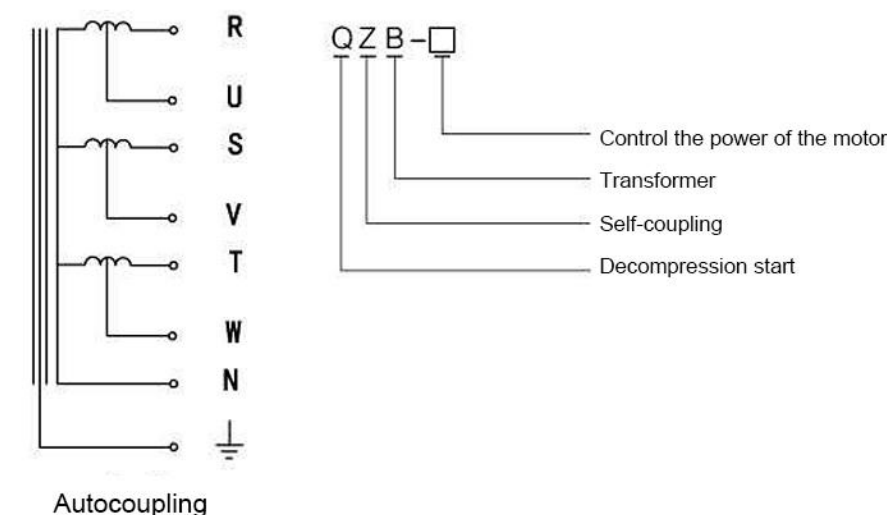 R
U
S
V
T
W
N
Autocoupling
QZB-□
Control the power of the motor
Transformer
Self-coupling
Decompression start